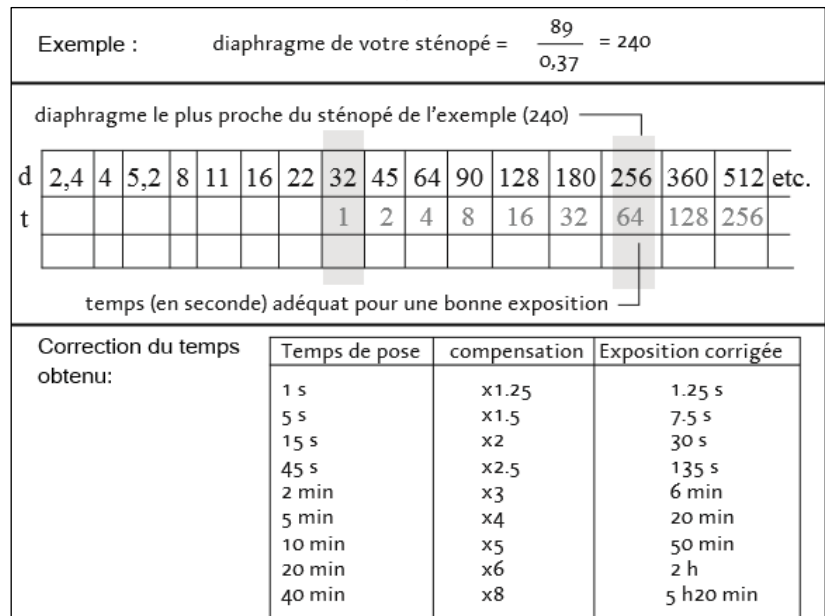 Exemple : diaphragme de votre sténopé = 89 / 0,37 = 240
diaphragme le plus proche du sténopé de l'exemple (240)
d 2,4 4 5,2 8 11 16 22 32 45 64 90 128 180 256 360 512 etc.
t 1 2 4 8 16 32 64 128 256
temps (en seconde) adéquat pour une bonne exposition
Correction du temps
obtenu:
Temps de pose compensation Exposition corrigée
1 s x1.25 1.25 s
5 s x1.5 7.5 s
15 s x2 30 s
45 s x2.5 135 s
2 min x3 6 min
5 min x4 20 min
10 min x5 50 min
20 min x6 2 h
40 min x8 5 h20 min